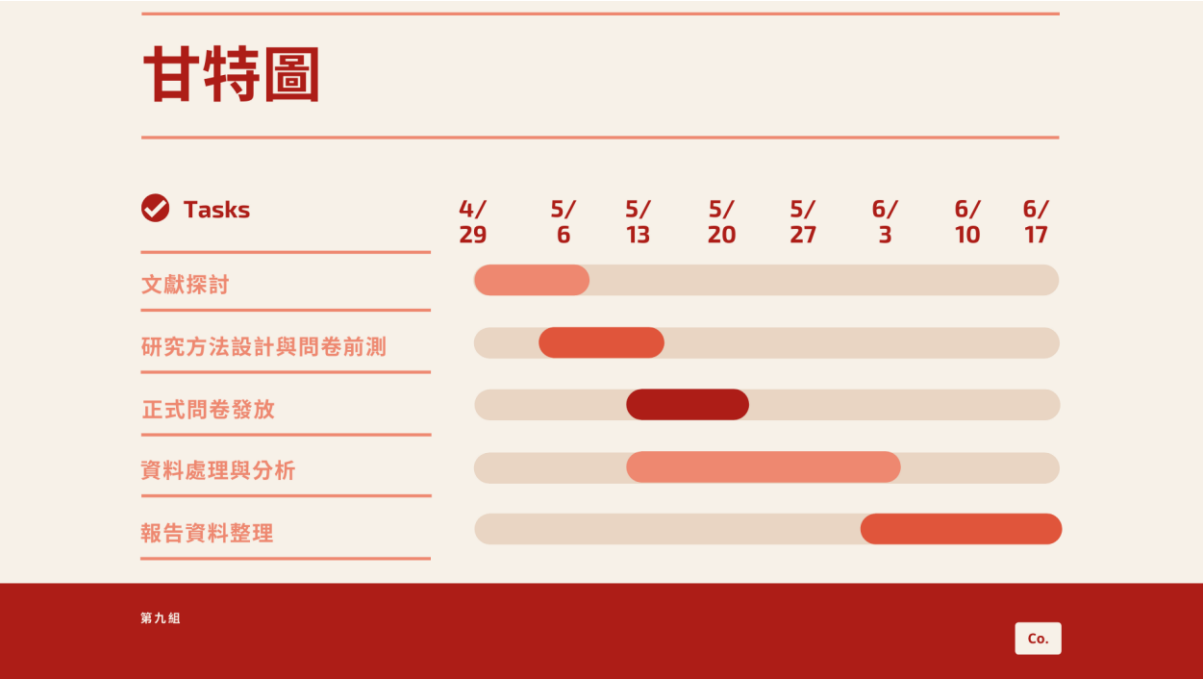 甘特圖
Tasks
4/29
5/6
5/13
5/20
5/27
6/3
6/10
6/17
文獻探討
研究方法設計與問卷前測
正式問卷發放
資料處理與分析
報告資料整理
第九組
Co.